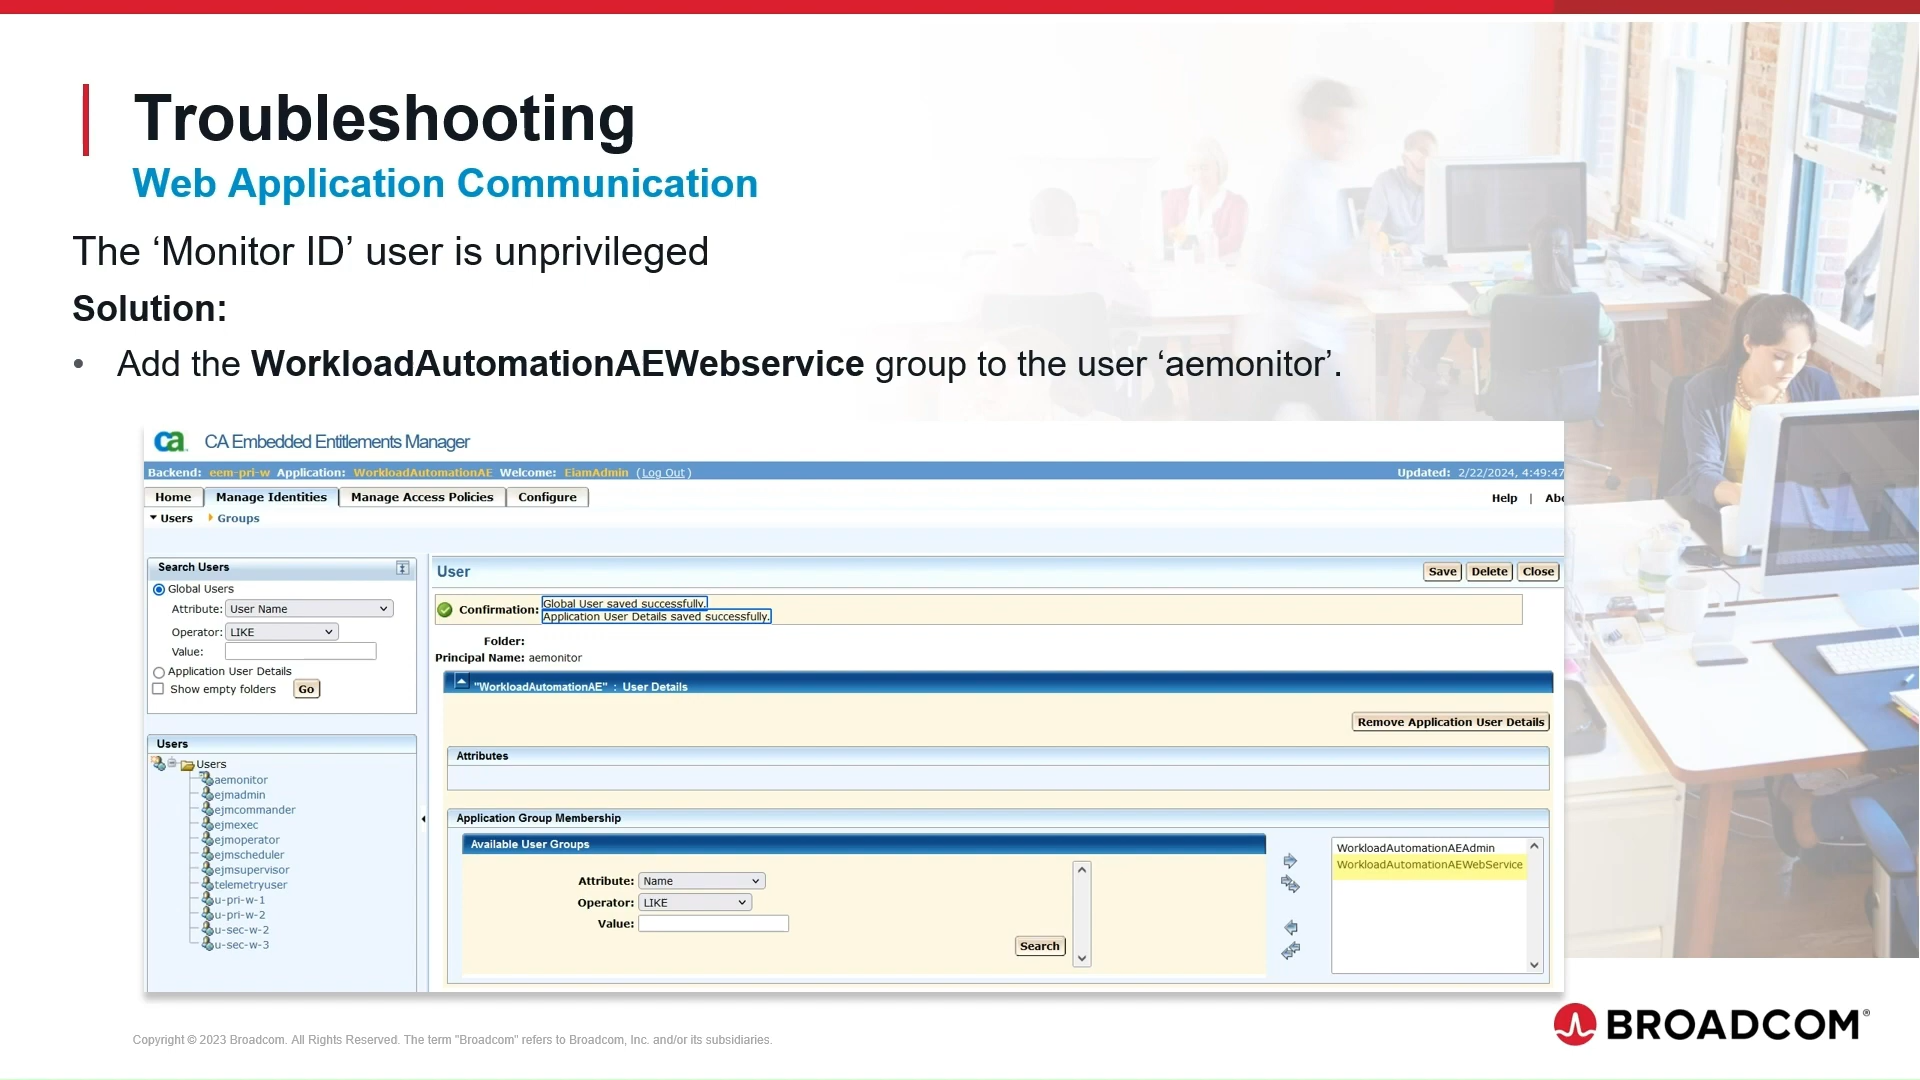 Troubleshooting
Web Application Communication
The ‘Monitor ID’ user is unprivileged
Solution:
• Add the WorkloadAutomationAEWebservice group to the user ‘aemonitor’.
ca CA Embedded Entitlements Manager
Backend: eem-pri-w Application: WorkloadAutomationAE Welcome: EiamAdmin (Log Out) Updated: 2/22/2024, 4:49:47
Home Manage Identities Manage Access Policies Configure Help | Abo
Users Groups
Search Users
Global Users
Attribute: User Name
Operator: LIKE
Value:
Application User Details
Show empty folders Go
Users
Users
aemonitor
ejmadmin
ejmcommander
ejmexec
ejmoperator
ejmscheduler
ejmsupervisor
telemetryuser
u-pri-w-1
u-pri-w-2
u-sec-w-2
u-sec-w-3
User Save Delete Close
Confirmation: Global User saved successfully.
Application User Details saved successfully.
Folder:
Principal Name: aemonitor
"WorkloadAutomationAE" : User Details
Remove Application User Details
Attributes
Application Group Membership
Available User Groups
Attribute: Name
Operator: LIKE
Value:
Search
WorkloadAutomationAEAdmin
WorkloadAutomationAEWebService
Copyright © 2023 Broadcom. All Rights Reserved. The term "Broadcom" refers to Broadcom, Inc. and/or its subsidiaries.
BROADCOM®